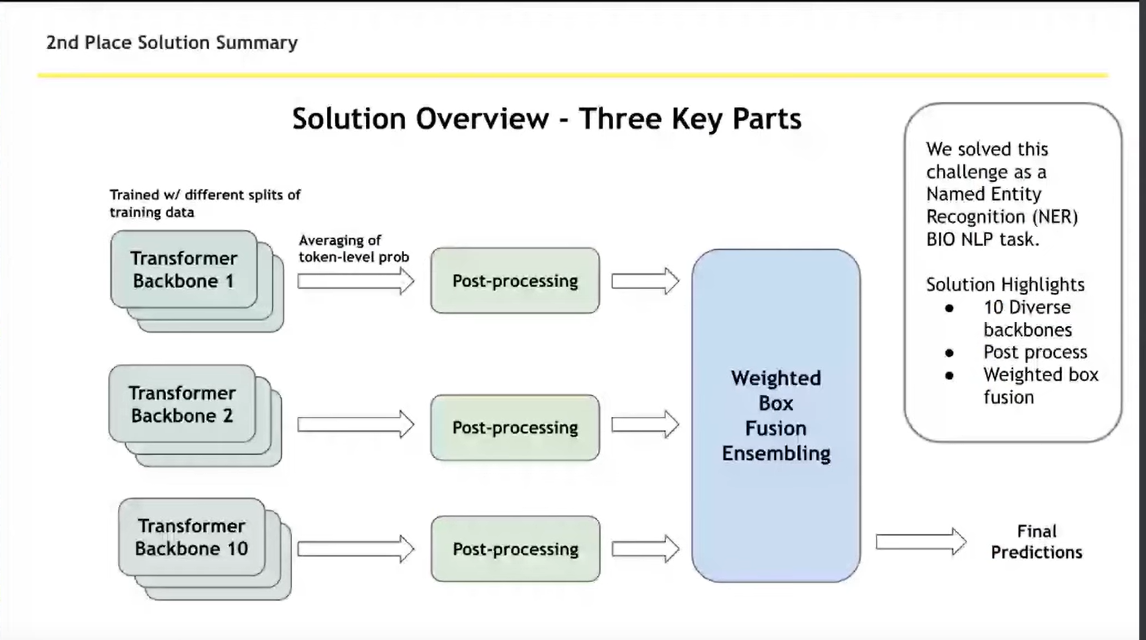 2nd Place Solution Summary
Solution Overview - Three Key Parts
Trained w/ different splits of
training data
Averaging of
token-level prob
Transformer
Backbone 1
Post-processing
Transformer
Backbone 2
Post-processing
Transformer
Backbone 10
Post-processing
Weighted
Box
Fusion
Ensembling
We solved this
challenge as a
Named Entity
Recognition (NER)
BIO NLP task.
Solution Highlights
● 10 Diverse
backbones
● Post process
● Weighted box
fusion
Final
Predictions